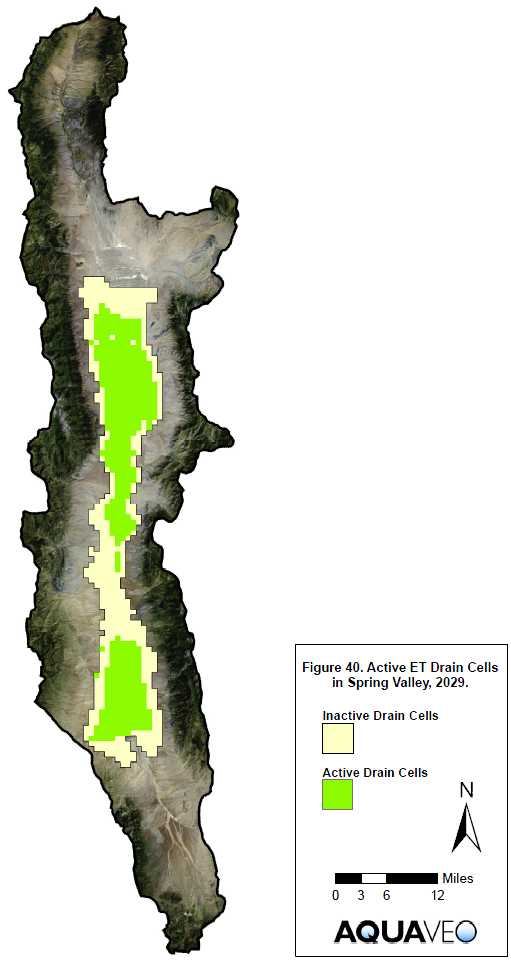 Figure 40. Active ET Drain Cells
in Spring Valley, 2029.
Inactive Drain Cells
Active Drain Cells
N
Miles
0 3 6 12
AQUAVEO